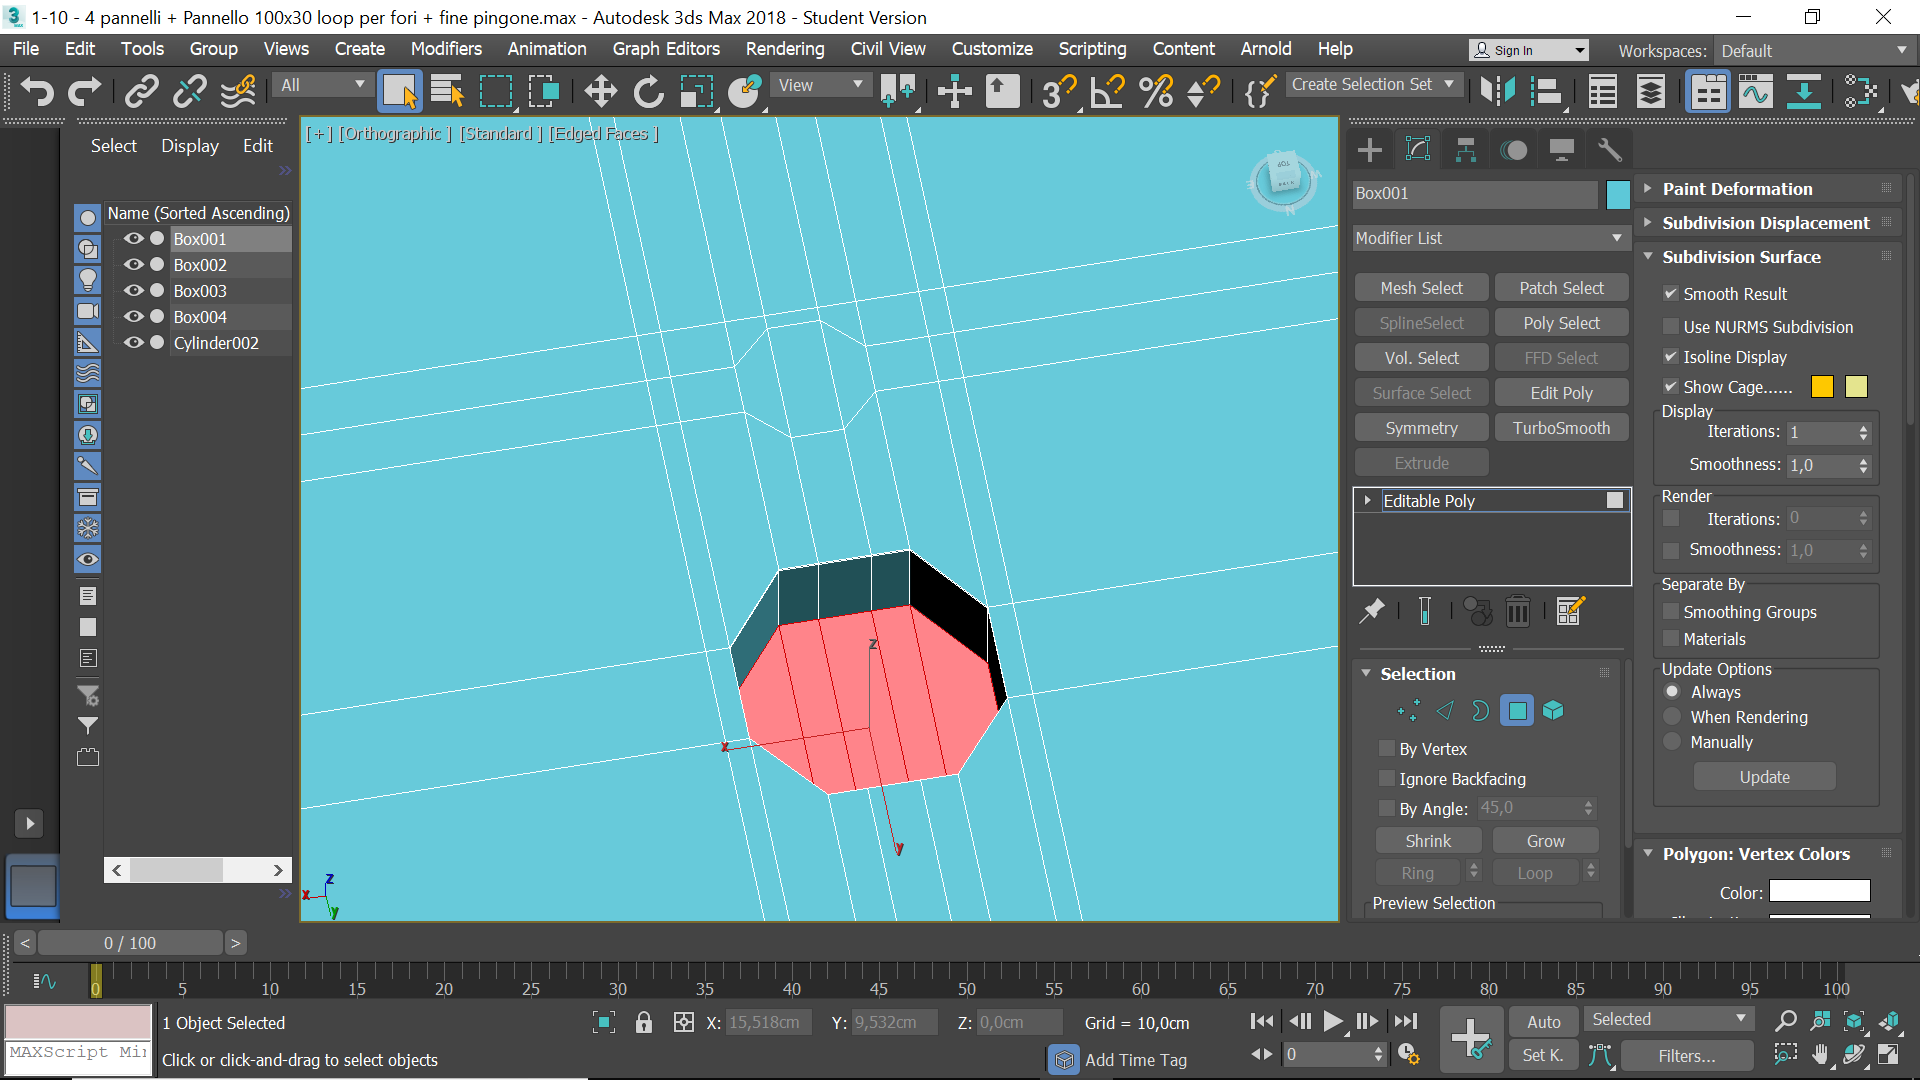 1-10 - 4 pannelli + Pannello 100x30 loop per fori + fine pingone.max - Autodesk 3ds Max 2018 - Student Version
File Edit Tools Group Views Create Modifiers Animation Graph Editors Rendering Civil View Customize Scripting Content Arnold Help
Sign In
Workspaces: Default
All
View
Create Selection Set
Select Display Edit
Name (Sorted Ascending)
Box001
Box002
Box003
Box004
Cylinder002
[+] [Orthographic ] [Standard ] [Edged Faces ]
TOP
BACK
N
z
x
y
z
x
y
Box001
Modifier List
Mesh Select Patch Select
SplineSelect Poly Select
Vol. Select FFD Select
Surface Select Edit Poly
Symmetry TurboSmooth
Extrude
Editable Poly
Selection
By Vertex
Ignore Backfacing
By Angle: 45,0
Shrink Grow
Ring Loop
Preview Selection
Paint Deformation
Subdivision Displacement
Subdivision Surface
Smooth Result
Use NURMS Subdivision
Isoline Display
Show Cage......
Display
Iterations: 1
Smoothness: 1,0
Render
Iterations: 0
Smoothness: 1,0
Separate By
Smoothing Groups
Materials
Update Options
Always
When Rendering
Manually
Update
Polygon: Vertex Colors
Color:
< 0 / 100 >
0 5 10 15 20 25 30 35 40 45 50 55 60 65 70 75 80 85 90 95 100
MAXScript Mi
1 Object Selected
Click or click-and-drag to select objects
X: 15,518cm Y: 9,532cm Z: 0,0cm Grid = 10,0cm
Add Time Tag
0
Auto Selected
Set K. Filters...